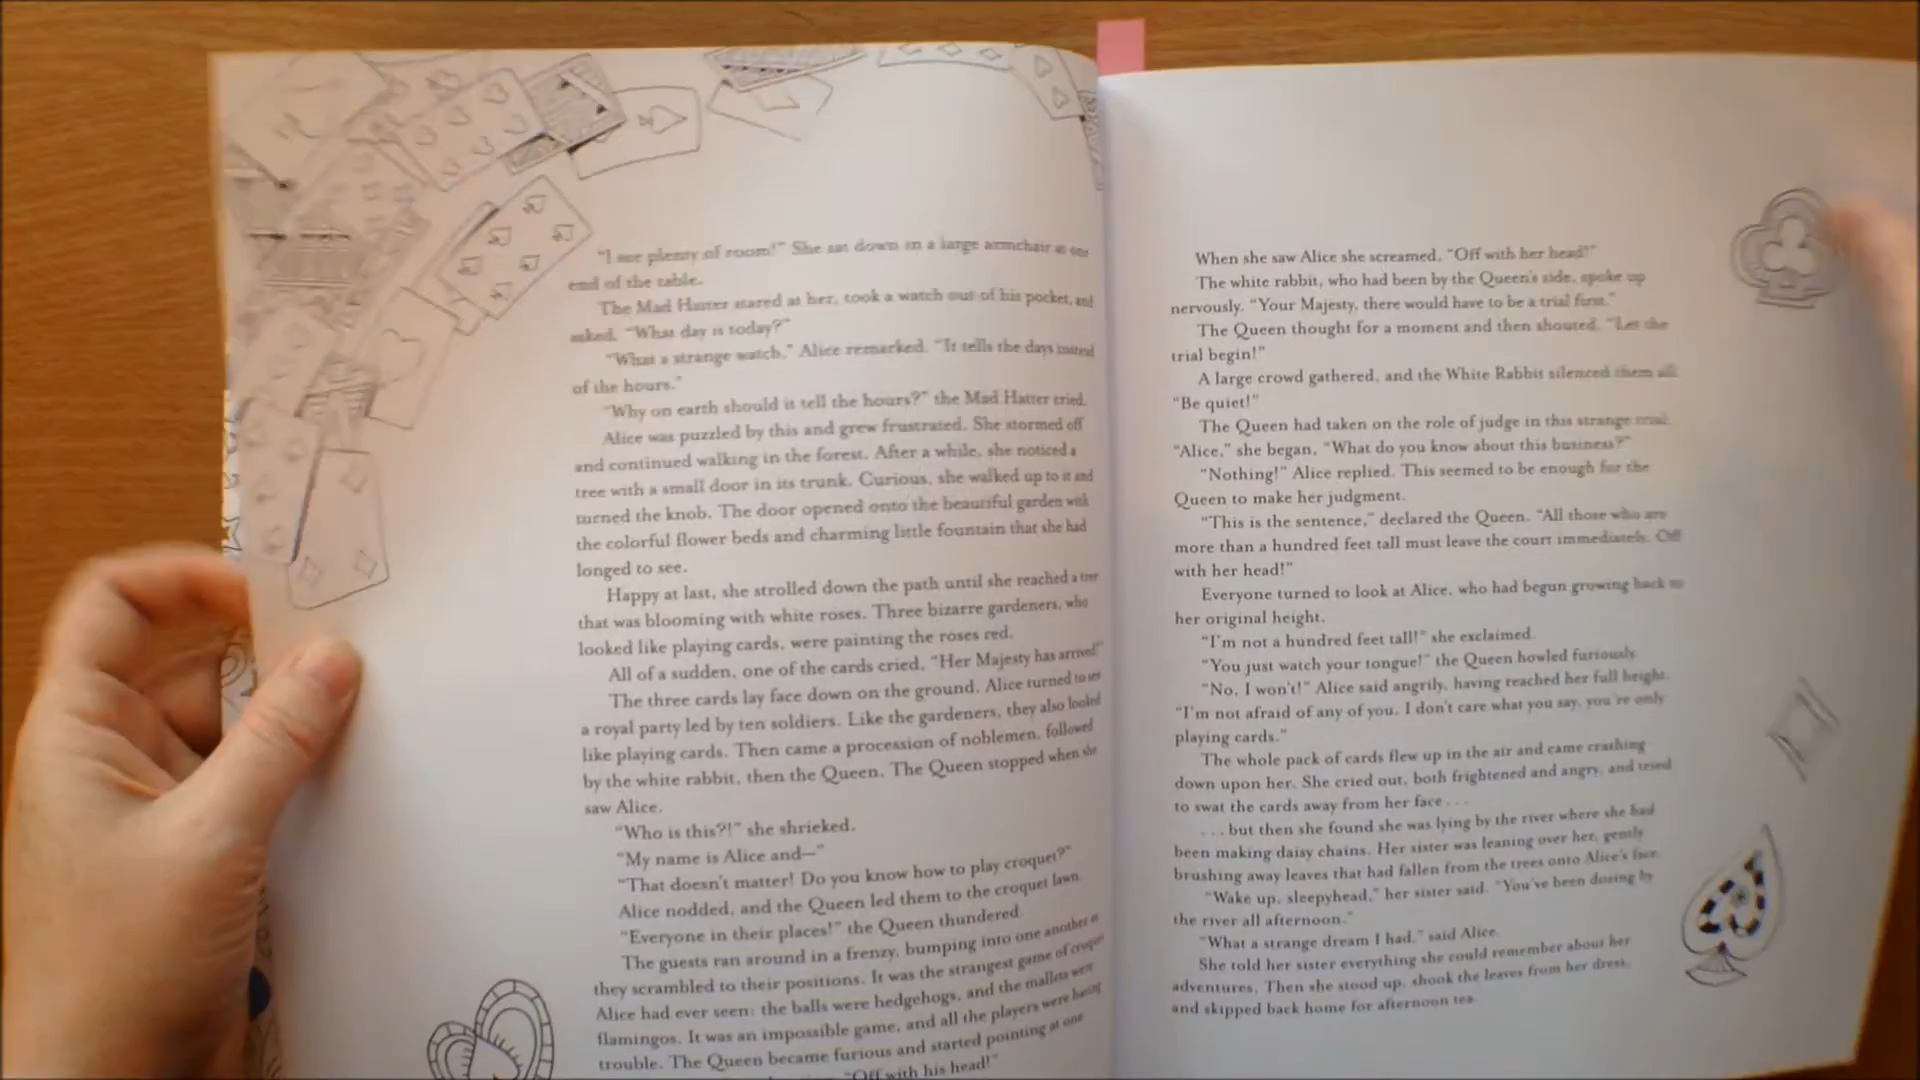 "I see plenty of room!" She sat down in a large armchair at one
end of the table.
The Mad Hatter stared at her, took a watch out of his pocket, and
asked, "What day is today?"
"What a strange watch," Alice remarked. "It tells the days instead
of the hours."
"Why on earth should it tell the hours?" the Mad Hatter cried.
Alice was puzzled by this and grew frustrated. She stormed off
and continued walking in the forest. After a while, she noticed a
tree with a small door in its trunk. Curious, she walked up to it and
turned the knob. The door opened onto the beautiful garden with
the colorful flower beds and charming little fountain that she had
longed to see.
Happy at last, she strolled down the path until she reached a tree
that was blooming with white roses. Three bizarre gardeners, who
looked like playing cards, were painting the roses red.
All of a sudden, one of the cards cried, "Her Majesty has arrived!"
The three cards lay face down on the ground. Alice turned to see
a royal party led by ten soldiers. Like the gardeners, they also looked
like playing cards. Then came a procession of noblemen, followed
by the white rabbit, then the Queen. The Queen stopped when she
saw Alice.
"Who is this?!" she shrieked.
"My name is Alice and—"
"That doesn't matter! Do you know how to play croquet?"
Alice nodded, and the Queen led them to the croquet lawn.
"Everyone in their places!" the Queen thundered.
The guests ran around in a frenzy, bumping into one another as
they scrambled to their positions. It was the strangest game of croquet
Alice had ever seen: the balls were hedgehogs, and the mallets were
flamingos. It was an impossible game, and all the players were having
trouble. The Queen became furious and started pointing at one
"Off with his head!"
When she saw Alice she screamed, "Off with her head!"
The white rabbit, who had been by the Queen's side, spoke up
nervously. "Your Majesty, there would have to be a trial first."
The Queen thought for a moment and then shouted, "Let the
trial begin!"
A large crowd gathered, and the White Rabbit silenced them all.
"Be quiet!"
The Queen had taken on the role of judge in this strange trial.
"Alice," she began, "What do you know about this business?"
"Nothing!" Alice replied. This seemed to be enough for the
Queen to make her judgment.
"This is the sentence," declared the Queen. "All those who are
more than a hundred feet tall must leave the court immediately. Off
with her head!"
Everyone turned to look at Alice, who had begun growing back to
her original height.
"I'm not a hundred feet tall!" she exclaimed.
"You just watch your tongue!" the Queen howled furiously.
"No, I won't!" Alice said angrily, having reached her full height.
"I'm not afraid of any of you. I don't care what you say, you're only
playing cards."
The whole pack of cards flew up in the air and came crashing
down upon her. She cried out, both frightened and angry, and tried
to swat the cards away from her face . . .
. . . but then she found she was lying by the river where she had
been making daisy chains. Her sister was leaning over her, gently
brushing away leaves that had fallen from the trees onto Alice's face.
"Wake up, sleepyhead," her sister said. "You've been dozing by
the river all afternoon."
"What a strange dream I had," said Alice.
She told her sister everything she could remember about her
adventures. Then she stood up, shook the leaves from her dress,
and skipped back home for afternoon tea.